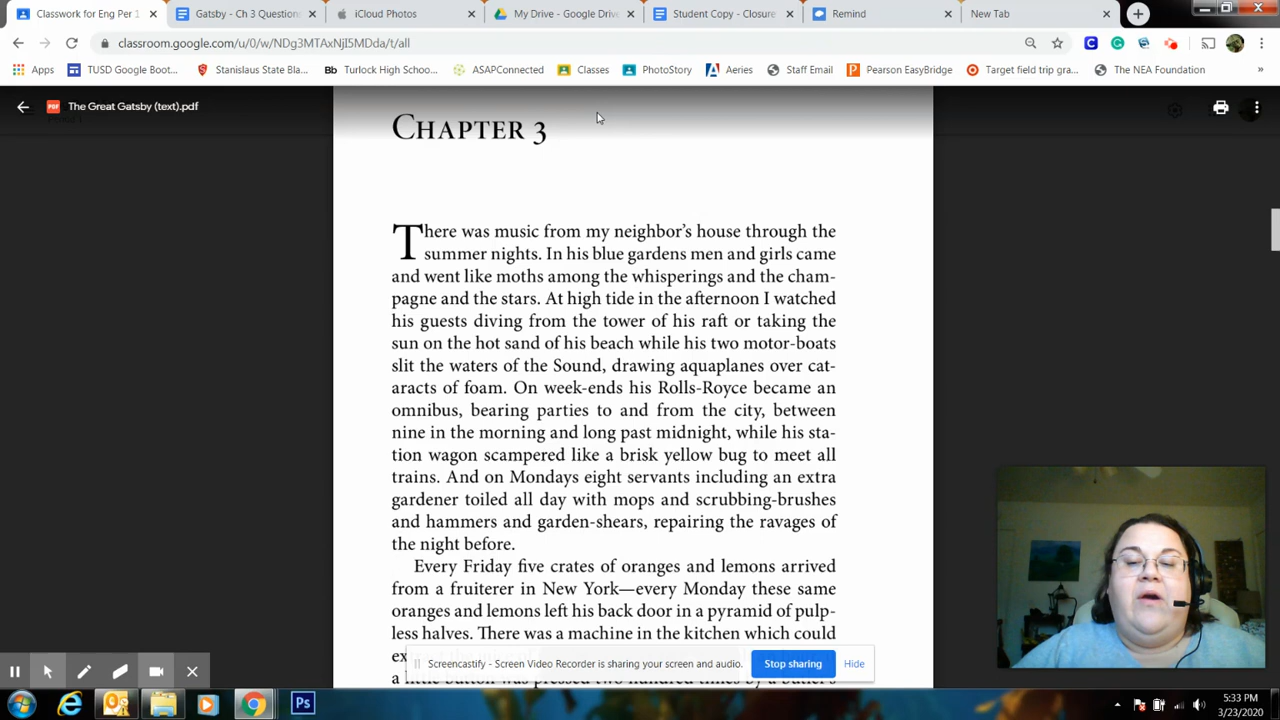 Classwork for Eng Per 1
Gatsby - Ch 3 Question
iCloud Photos
My Drive - Google Driv
Student Copy - Closure
Remind
New Tab
classroom.google.com/u/0/w/NDg3MTAxNjI5MDda/t/all
Apps
TUSD Google Boot...
Stanislaus State Bla...
Bb Turlock High Schoo...
ASAPConnected
Classes
PhotoStory
Aeries
Staff Email
Pearson EasyBridge
Target field trip gra...
The NEA Foundation
»
PDF The Great Gatsby (text).pdf
Chapter 3
There was music from my neighbor’s house through the
summer nights. In his blue gardens men and girls came
and went like moths among the whisperings and the cham-
pagne and the stars. At high tide in the afternoon I watched
his guests diving from the tower of his raft or taking the
sun on the hot sand of his beach while his two motor-boats
slit the waters of the Sound, drawing aquaplanes over cat-
aracts of foam. On week-ends his Rolls-Royce became an
omnibus, bearing parties to and from the city, between
nine in the morning and long past midnight, while his sta-
tion wagon scampered like a brisk yellow bug to meet all
trains. And on Mondays eight servants including an extra
gardener toiled all day with mops and scrubbing-brushes
and hammers and garden-shears, repairing the ravages of
the night before.
Every Friday five crates of oranges and lemons arrived
from a fruiterer in New York—every Monday these same
oranges and lemons left his back door in a pyramid of pulp-
less halves. There was a machine in the kitchen which could
Screencastify - Screen Video Recorder is sharing your screen and audio.
Stop sharing
Hide
Ps
5:33 PM
3/23/2020